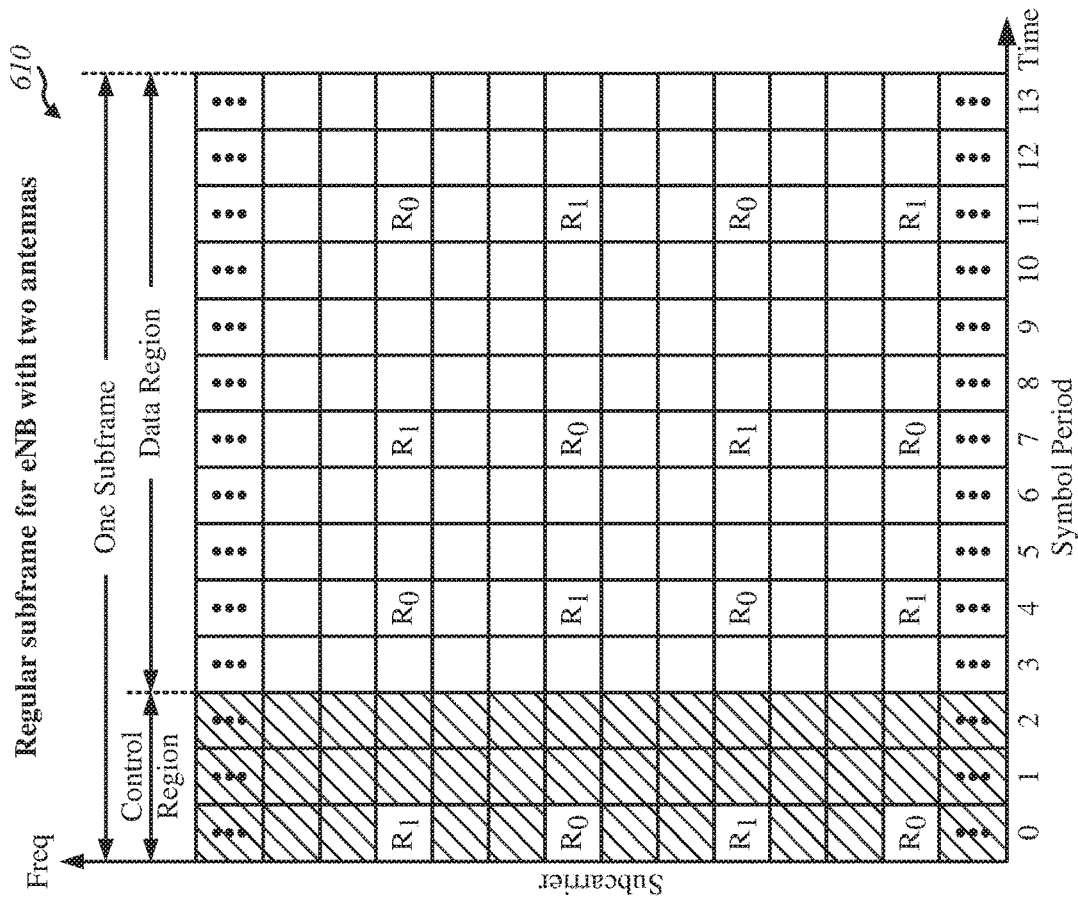 Regular subframe for eNB with two antennas
610
Freq
One Subframe
Control
Region
Data Region
••• ••• ••• ••• ••• ••• ••• ••• ••• ••• ••• ••• ••• •••
R₁ R₀ R₁ R₀
R₀ R₁ R₀ R₁
R₁ R₀ R₁ R₀
R₀ R₁ R₀ R₁
••• ••• ••• ••• ••• ••• ••• ••• ••• ••• ••• ••• ••• •••
Subcarrier
0 1 2 3 4 5 6 7 8 9 10 11 12 13 Time
Symbol Period